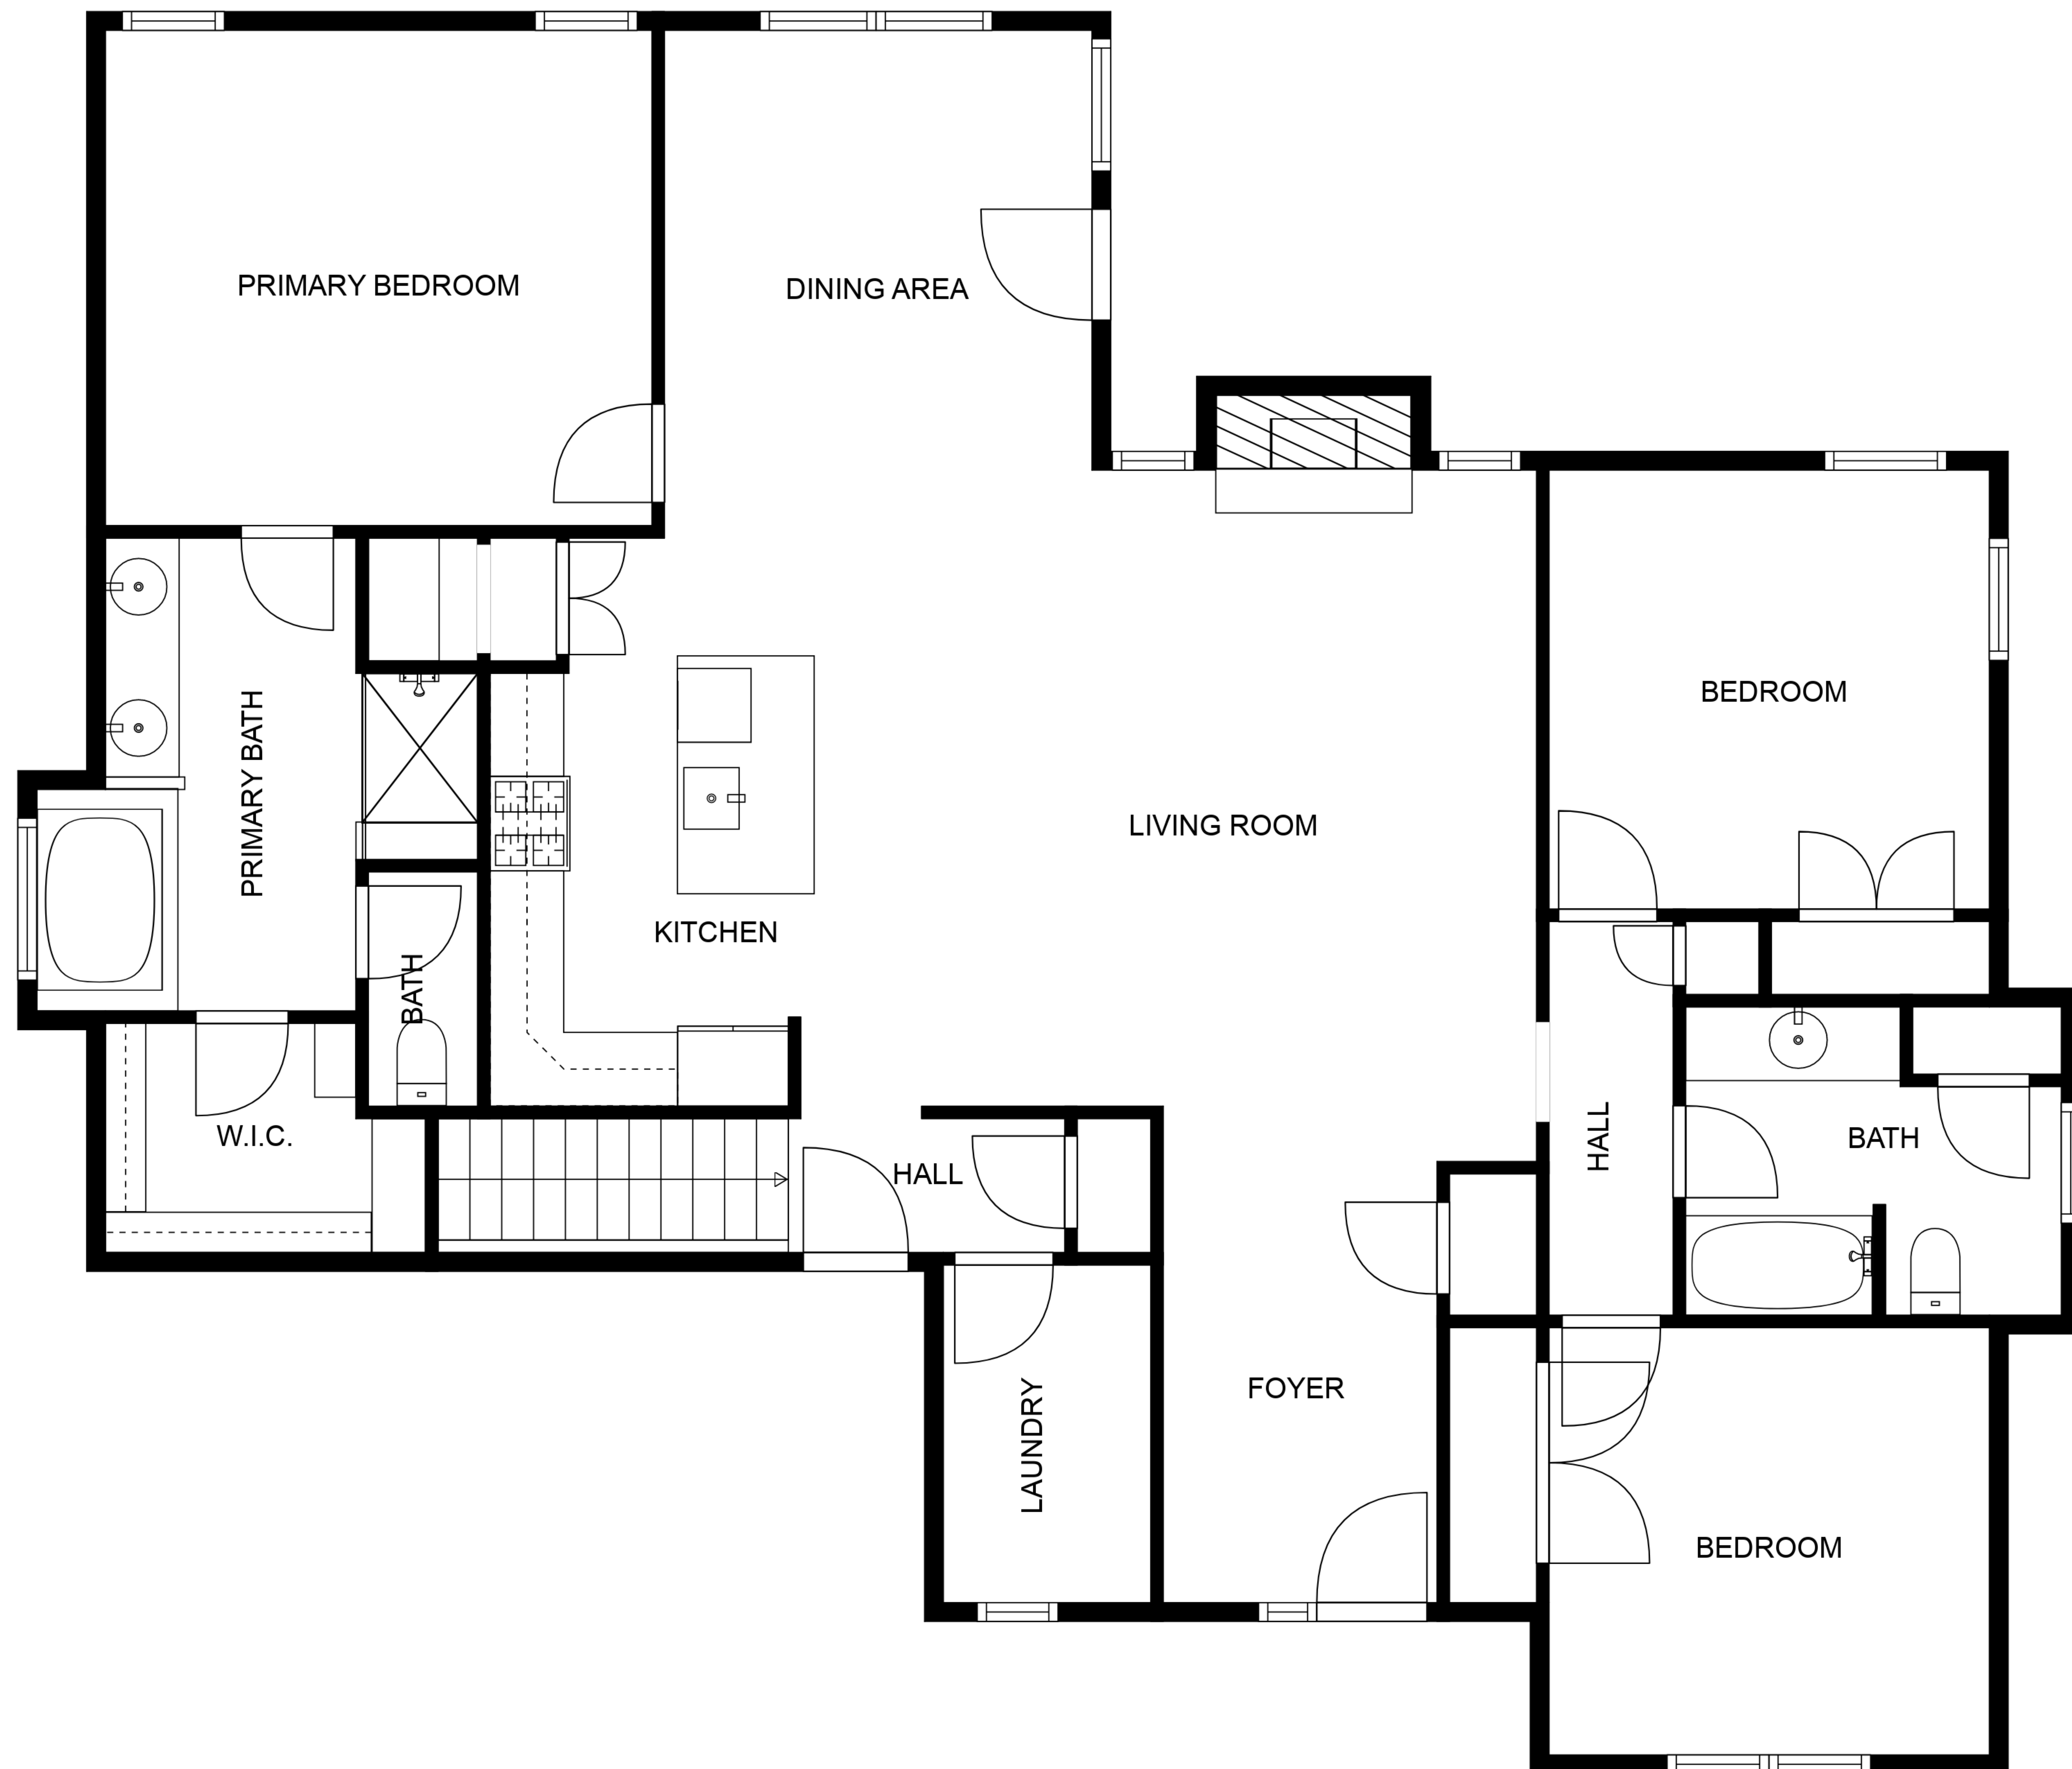 PRIMARY BEDROOM
DINING AREA
BEDROOM
PRIMARY BATH
LIVING ROOM
KITCHEN
BATH
W.I.C.
HALL
HALL
BATH
LAUNDRY
FOYER
BEDROOM